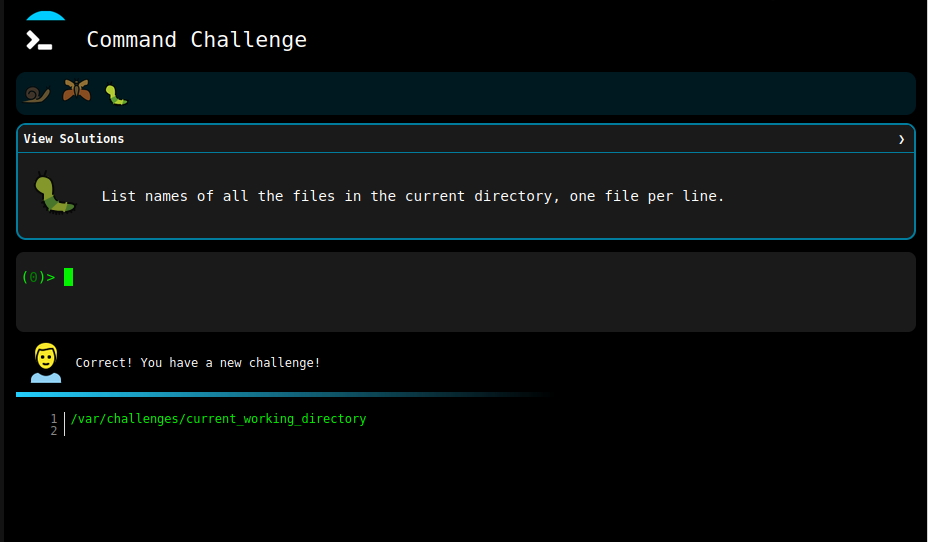 Command Challenge
View Solutions
List names of all the files in the current directory, one file per line.
(0)>
Correct! You have a new challenge!
1 /var/challenges/current_working_directory
2